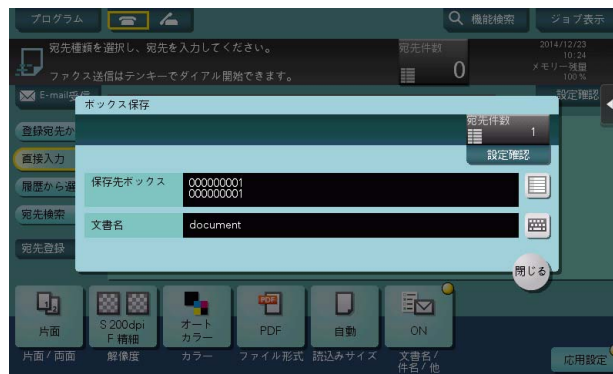 プログラム
機能検索
ジョブ表示
宛先種類を選択し、宛先を入力してください。
ファクス送信はテンキーでダイアル開始できます。
宛先件数
0
2014/12/23
10:24
メモリー残量
100%
E-mail受信
設定確認
登録宛先か
直接入力
履歴から選
宛先検索
宛先登録
ボックス保存
宛先件数
1
設定確認
保存先ボックス
000000001
000000001
文書名
document
閉じる
片面
S 200dpi
F 精細
オート
カラー
PDF
自動
ON
片面/両面
解像度
カラー
ファイル形式
読込みサイズ
文書名/
件名/他
応用設定